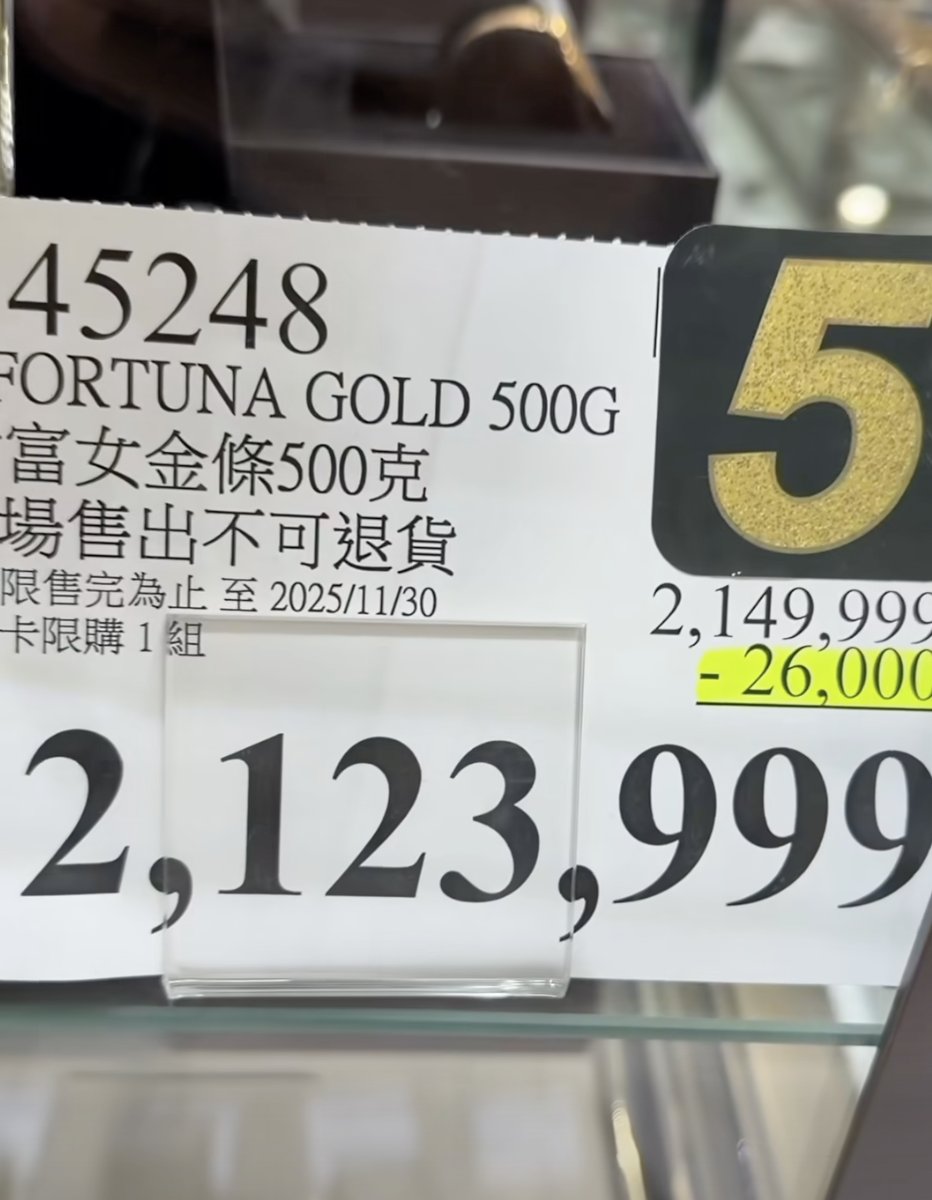 45248
FORTUNA GOLD 500G
富女金條500克
場售出不可退貨
限售完為止 至 2025/11/30
卡限購 1 組
5
2,149,999
- 26,000
2,123,999